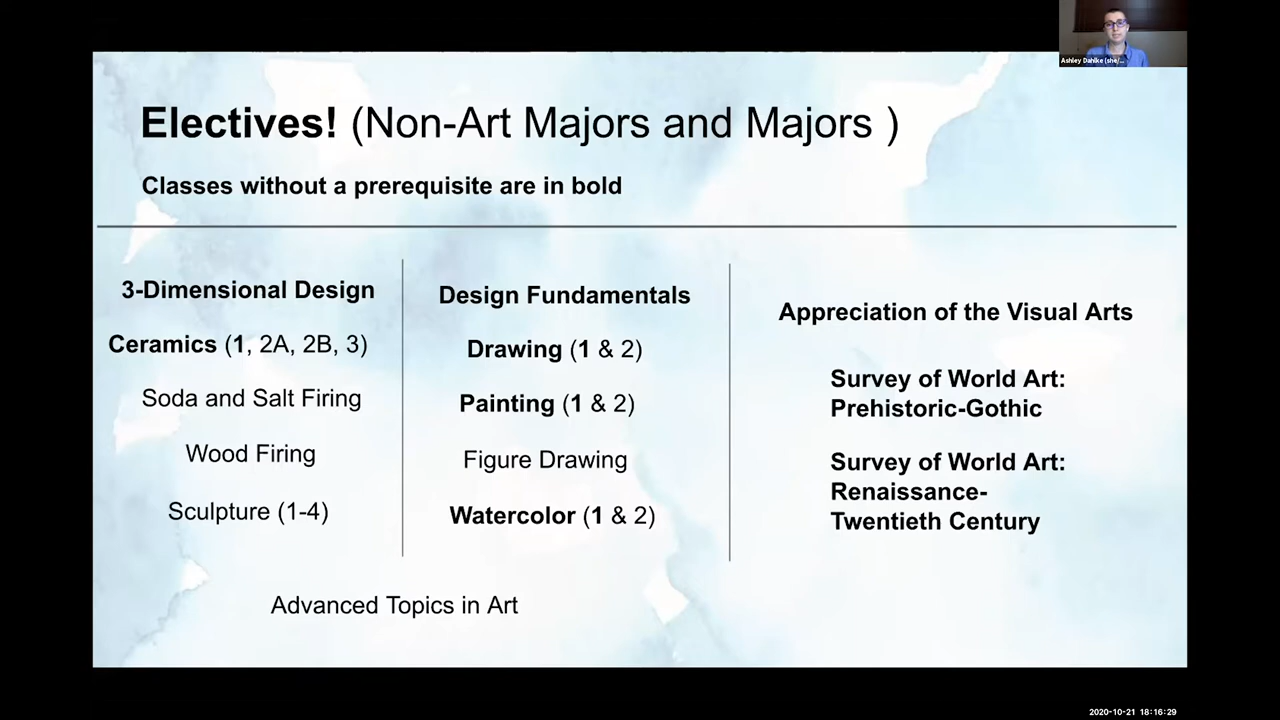 Ashley Dahlke (she/...
Electives! (Non-Art Majors and Majors )
Classes without a prerequisite are in bold
3-Dimensional Design
Ceramics (1, 2A, 2B, 3)
Soda and Salt Firing
Wood Firing
Sculpture (1-4)
Design Fundamentals
Drawing (1 & 2)
Painting (1 & 2)
Figure Drawing
Watercolor (1 & 2)
Appreciation of the Visual Arts
Survey of World Art:
Prehistoric-Gothic
Survey of World Art:
Renaissance-
Twentieth Century
Advanced Topics in Art
2020-10-21 18:16:29